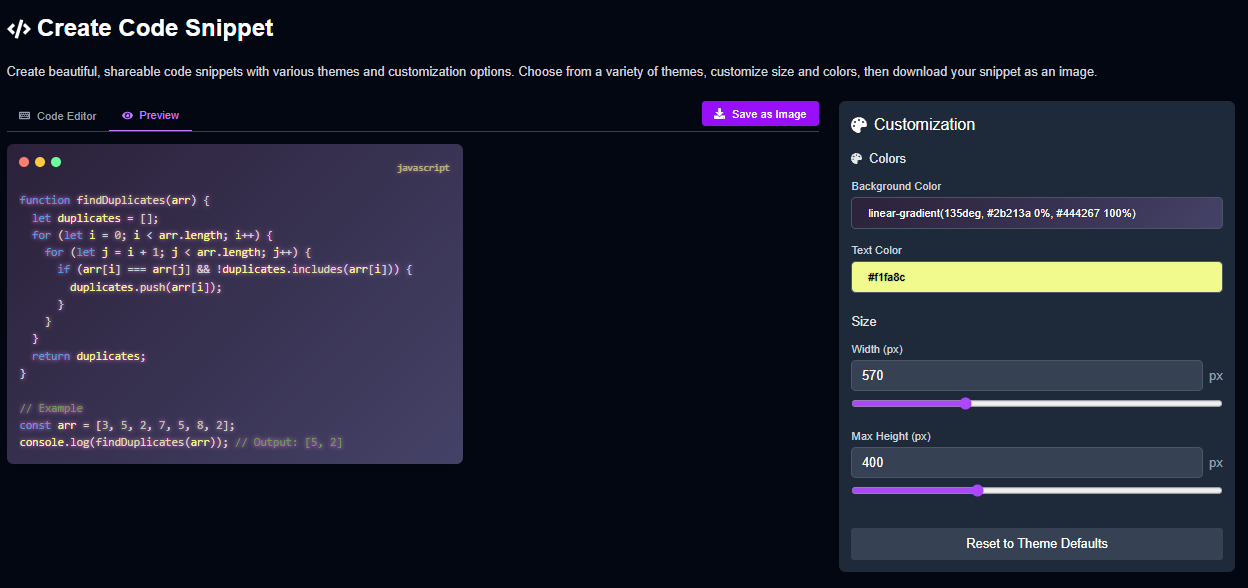 Create Code Snippet
Create beautiful, shareable code snippets with various themes and customization options. Choose from a variety of themes, customize size and colors, then download your snippet as an image.
Code Editor
Preview
Save as Image
javascript
function findDuplicates(arr) {
  let duplicates = [];
  for (let i = 0; i < arr.length; i++) {
    for (let j = i + 1; j < arr.length; j++) {
      if (arr[i] === arr[j] && !duplicates.includes(arr[i])) {
        duplicates.push(arr[i]);
      }
    }
  }
  return duplicates;
}

// Example
const arr = [3, 5, 2, 7, 5, 8, 2];
console.log(findDuplicates(arr)); // Output: [5, 2]
Customization
Colors
Background Color
linear-gradient(135deg, #2b213a 0%, #444267 100%)
Text Color
#f1fa8c
Size
Width (px)
570 px
Max Height (px)
400 px
Reset to Theme Defaults